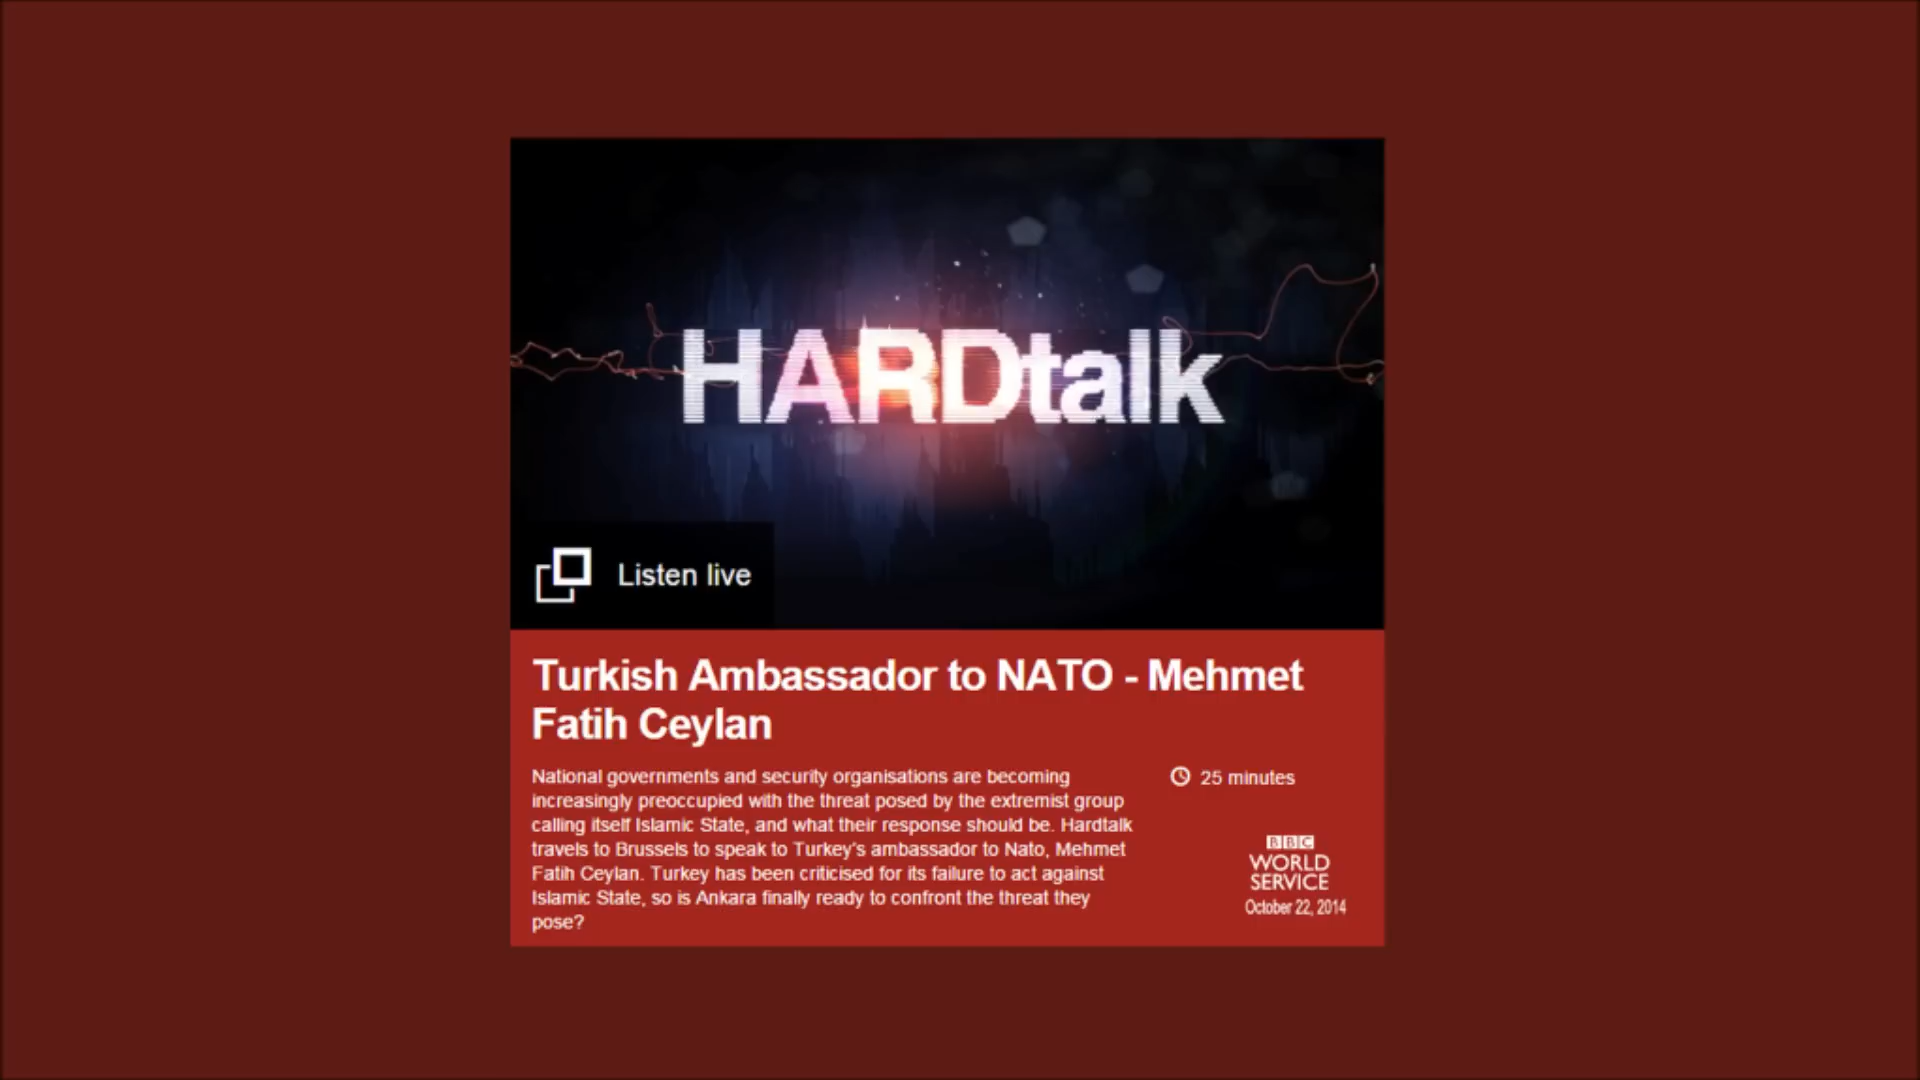 HARDtalk
Listen live
Turkish Ambassador to NATO - Mehmet
Fatih Ceylan
National governments and security organisations are becoming
increasingly preoccupied with the threat posed by the extremist group
calling itself Islamic State, and what their response should be. Hardtalk
travels to Brussels to speak to Turkey's ambassador to Nato, Mehmet
Fatih Ceylan. Turkey has been criticised for its failure to act against
Islamic State, so is Ankara finally ready to confront the threat they
pose?
25 minutes
BBC
WORLD
SERVICE
October 22, 2014